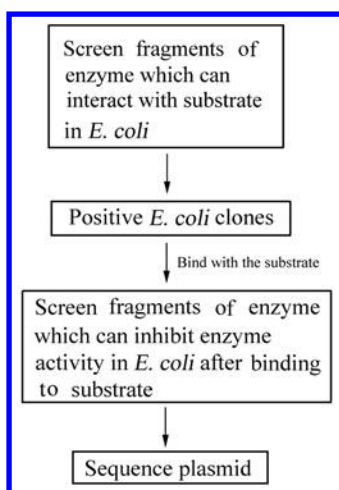 Screen fragments of
enzyme which can
interact with substrate
in E. coli
Positive E. coli clones
Bind with the substrate
Screen fragments of enzyme
which can inhibit enzyme
activity in E. coli after binding
to substrate
Sequence plasmid